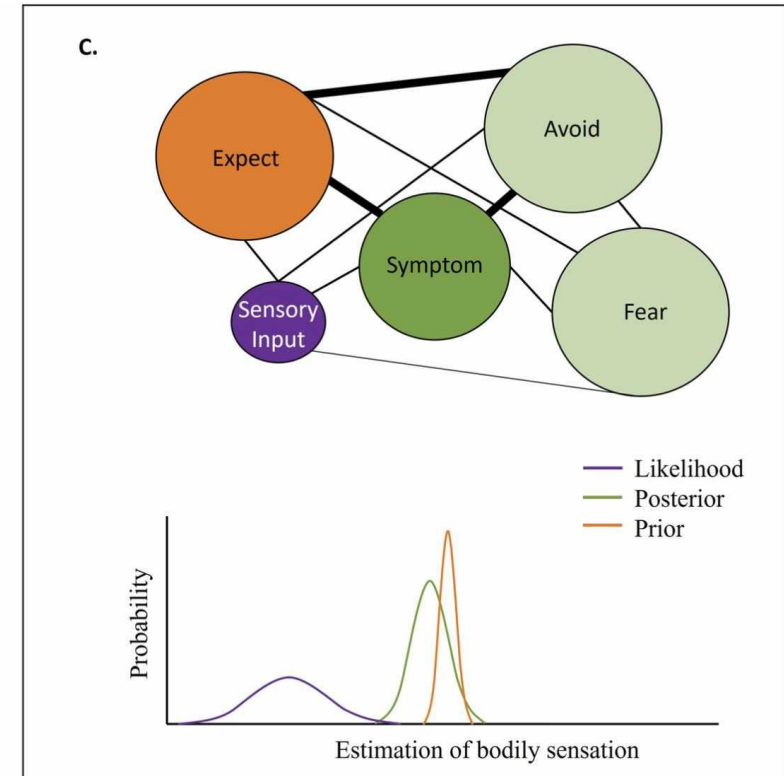 C.
Expect
Avoid
Symptom
Sensory
Input
Fear
Likelihood
Posterior
Prior
Probability
Estimation of bodily sensation